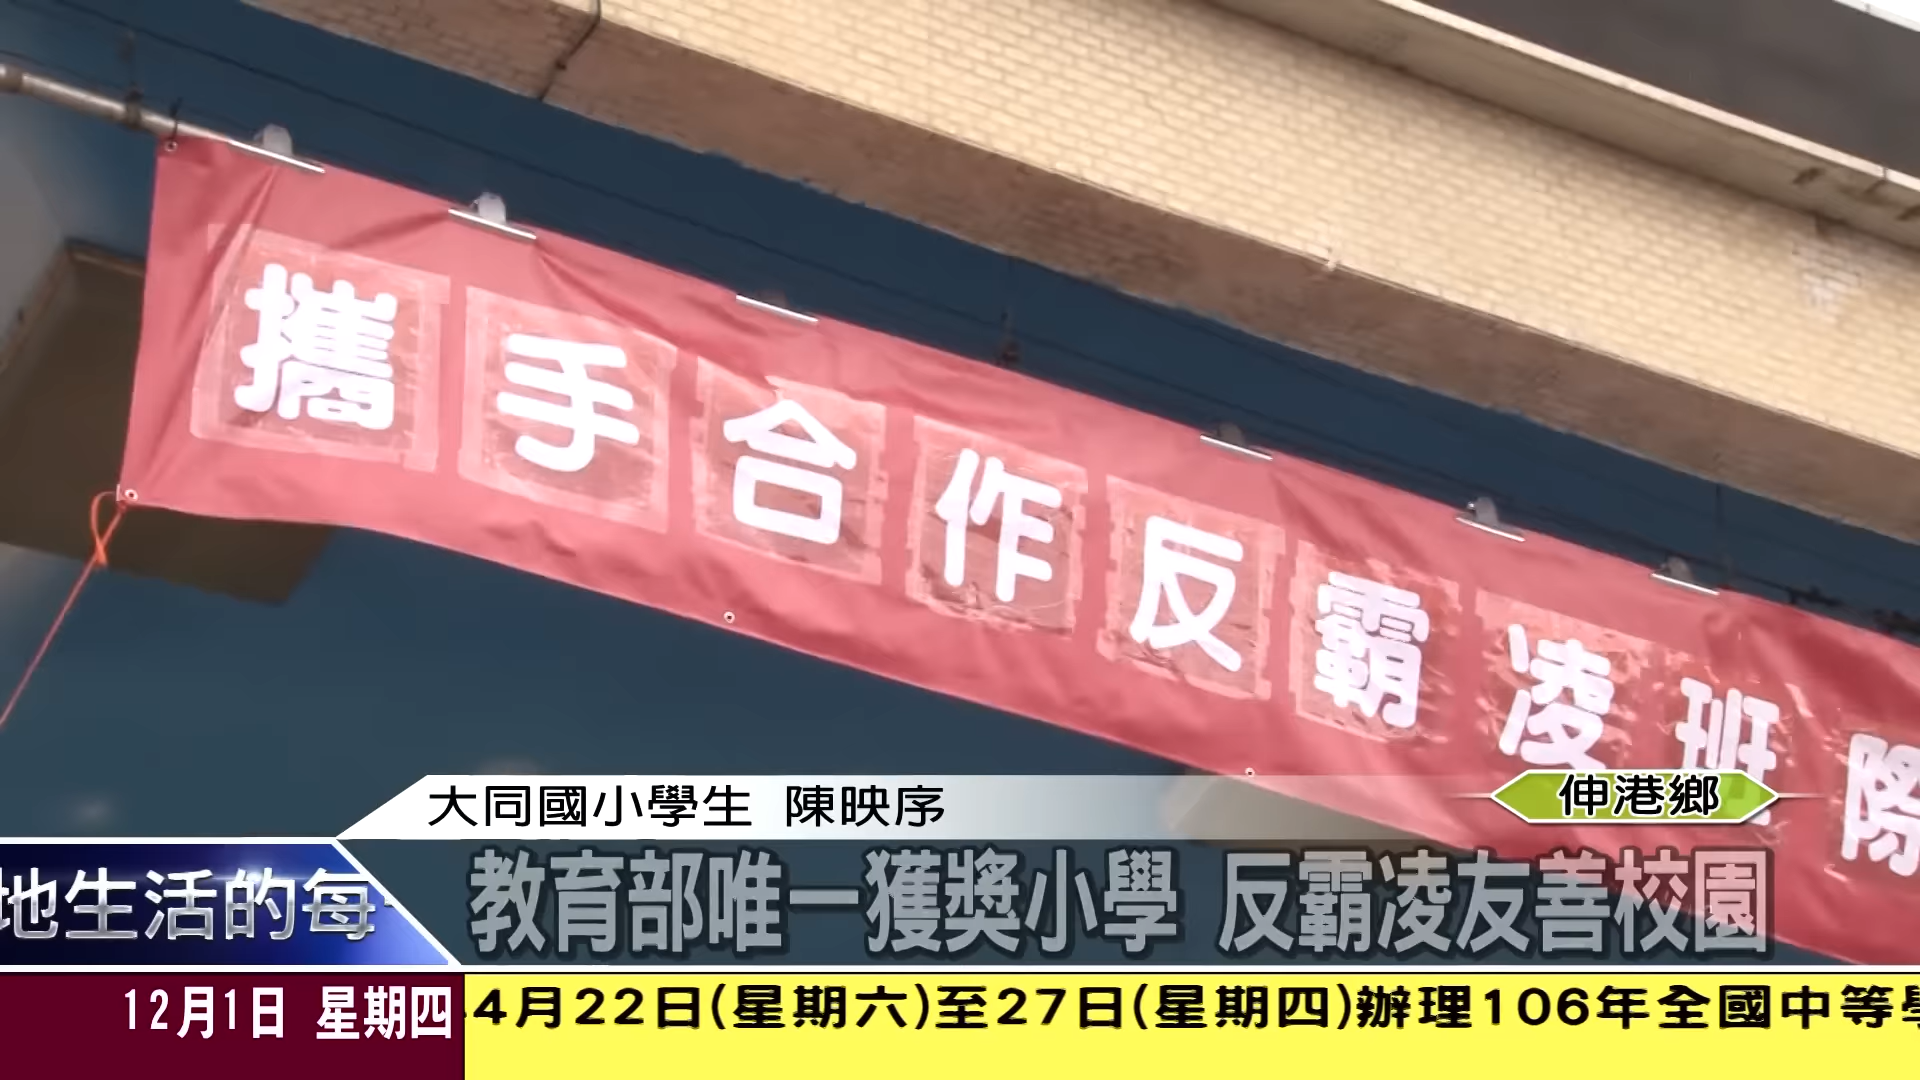 攜手合作反霸凌班際
大同國小學生 陳映序
伸港鄉
地生活的每
教育部唯一獲獎小學 反霸凌友善校園
12月1日 星期四
4月22日(星期六)至27日(星期四)辦理106年全國中等學